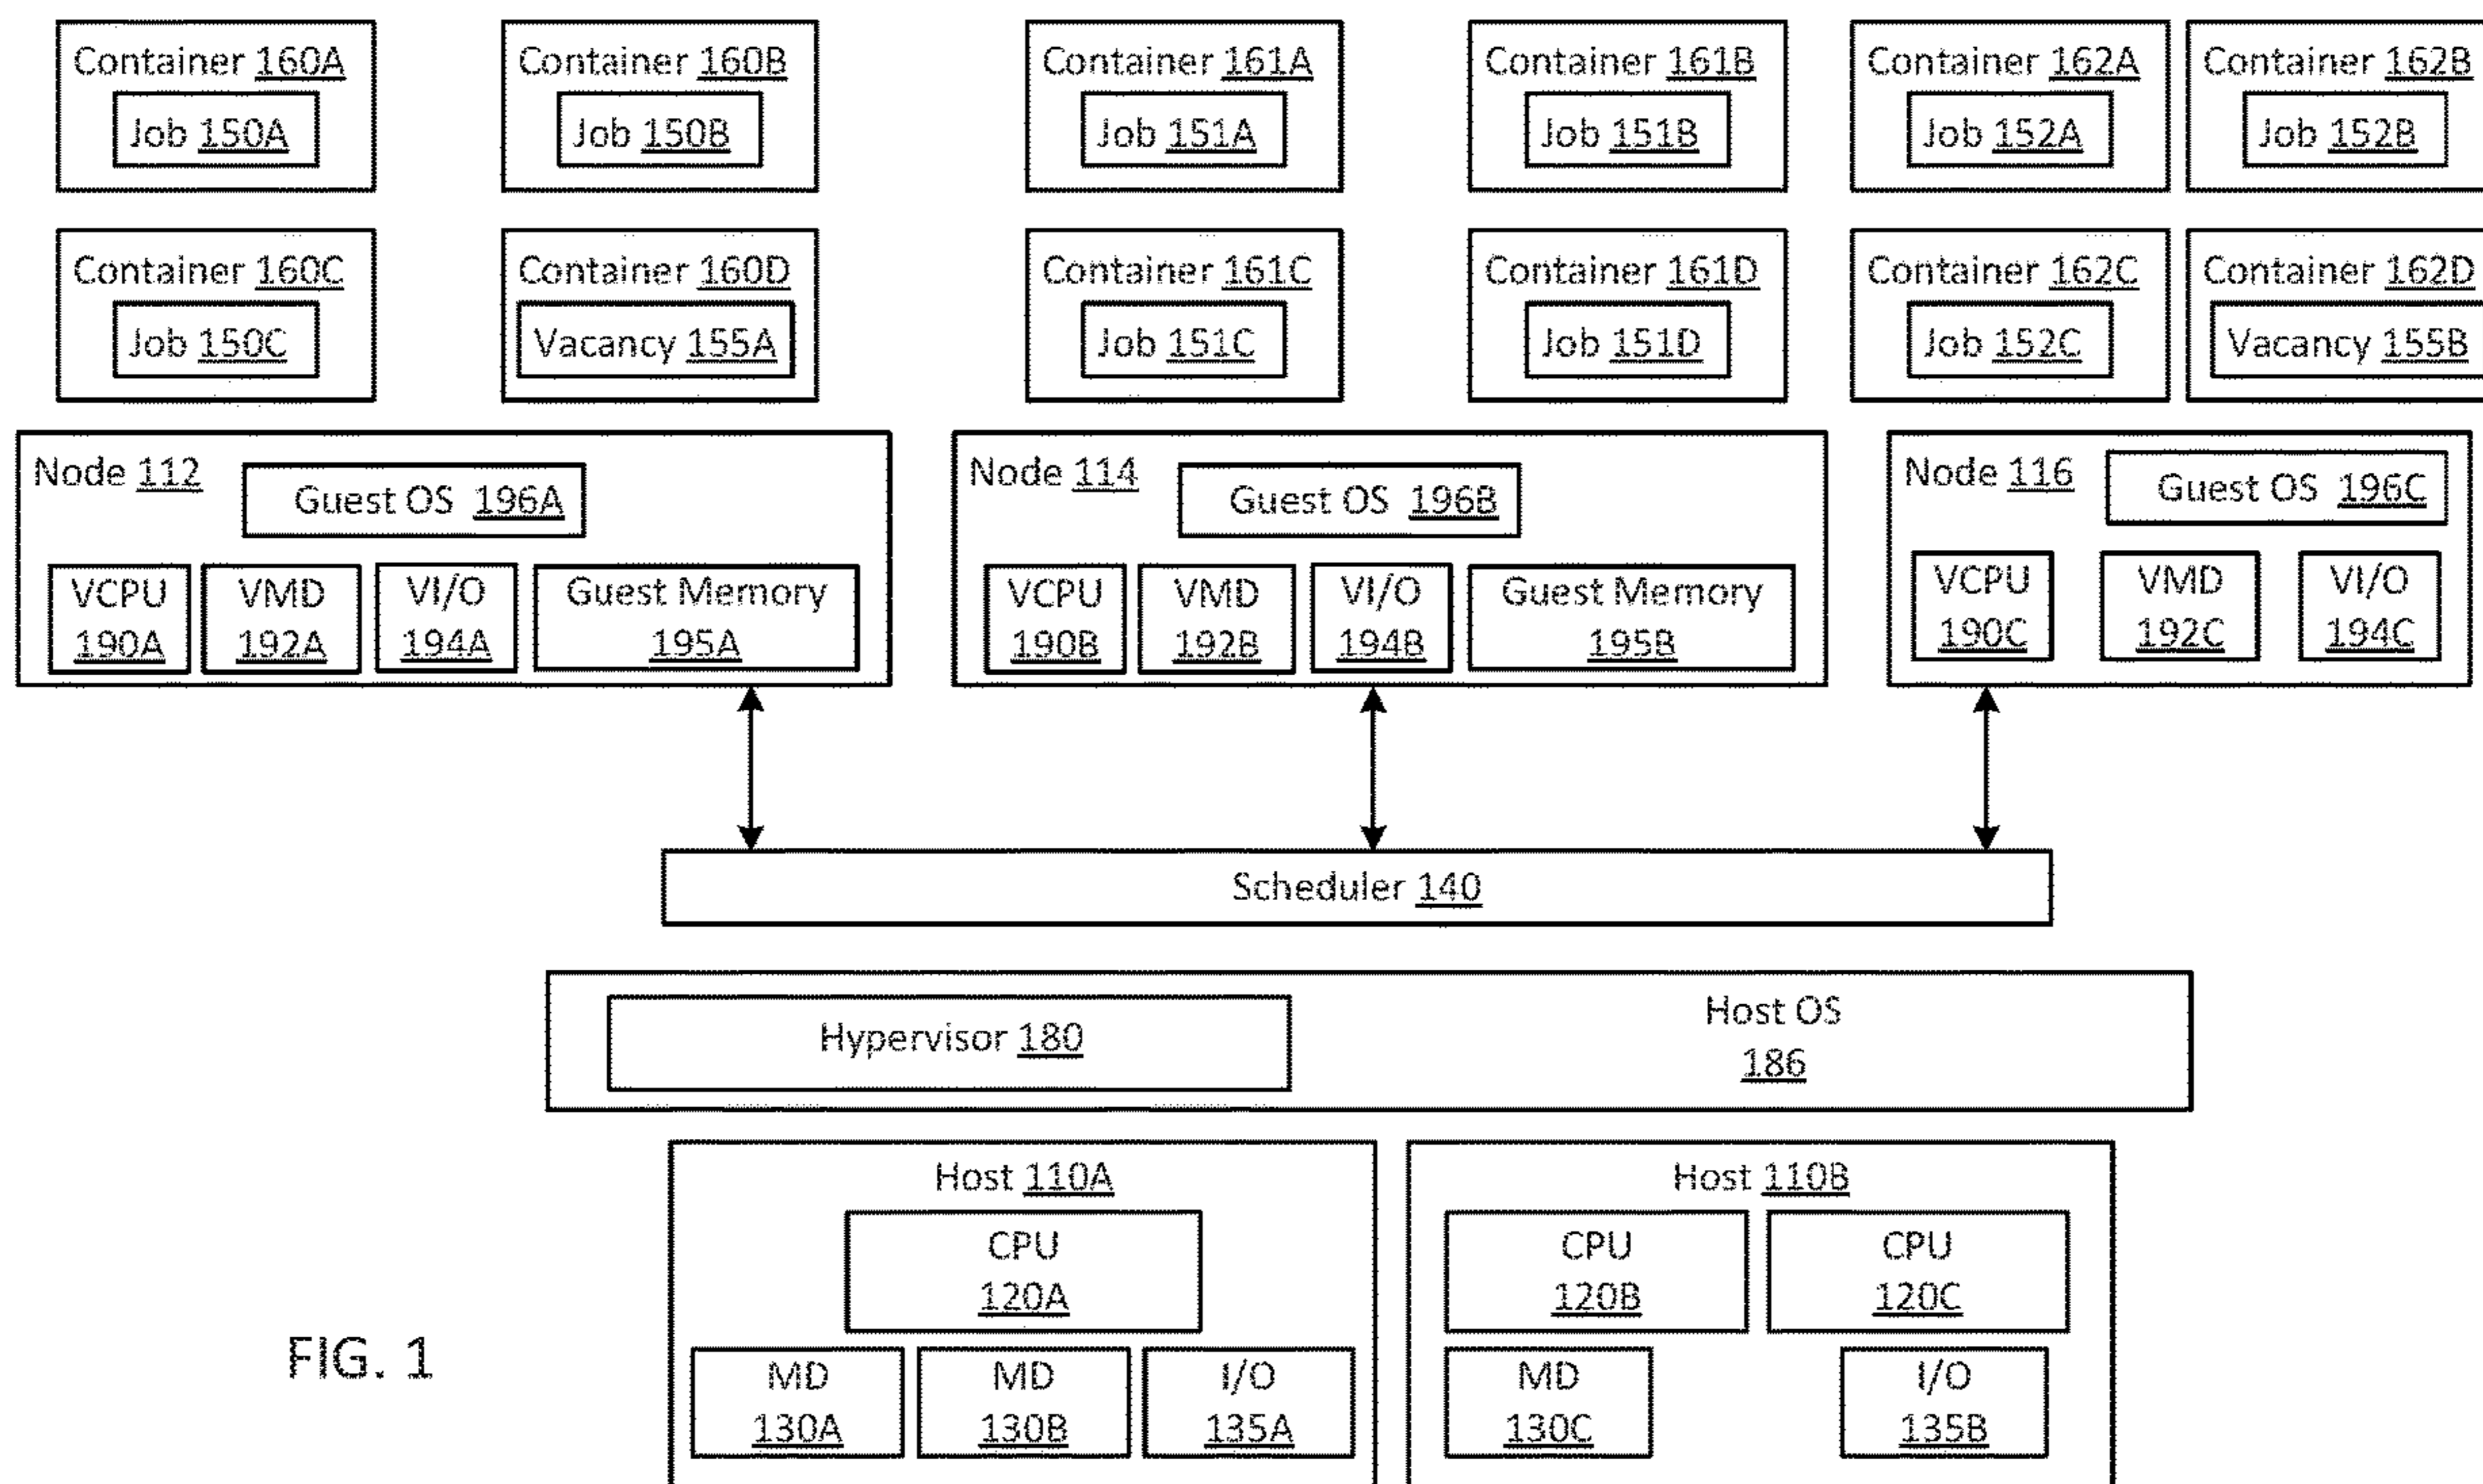 Container 160A
Job 150A
Container 160B
Job 150B
Container 161A
Job 151A
Container 161B
Job 151B
Container 162A
Job 152A
Container 162B
Job 152B
Container 160C
Job 150C
Container 160D
Vacancy 155A
Container 161C
Job 151C
Container 161D
Job 151D
Container 162C
Job 152C
Container 162D
Vacancy 155B
Node 112
Guest OS 196A
VCPU
190A
VMD
192A
VI/O
194A
Guest Memory
195A
Node 114
Guest OS 196B
VCPU
190B
VMD
192B
VI/O
194B
Guest Memory
195B
Node 116
Guest OS 196C
VCPU
190C
VMD
192C
VI/O
194C
Scheduler 140
Hypervisor 180
Host OS
186
Host 110A
CPU
120A
MD
130A
MD
130B
I/O
135A
Host 110B
CPU
120B
CPU
120C
MD
130C
I/O
135B
FIG. 1